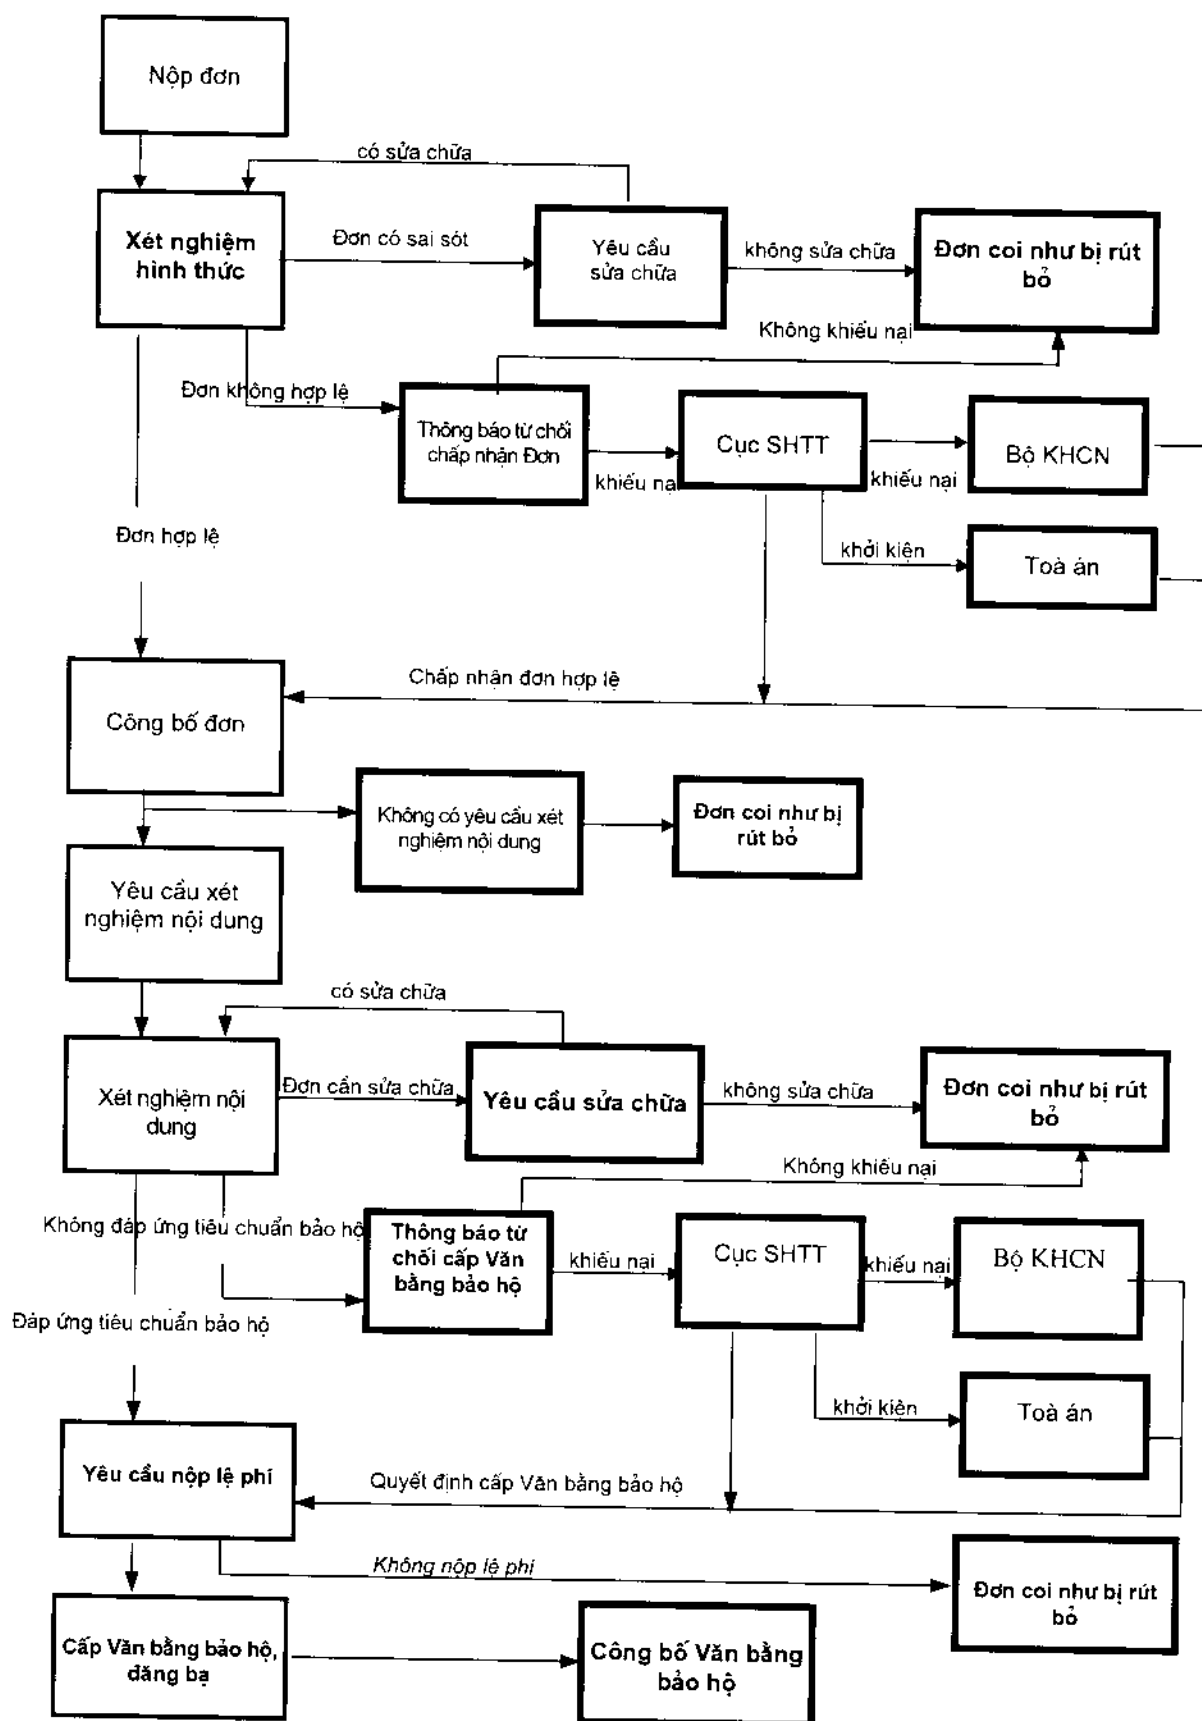 Nộp đơn
có sửa chữa
Xét nghiệm
hình thức
Đơn có sai sót
Yêu cầu
sửa chữa
không sửa chữa
Đơn coi như bị rút
bỏ
Không khiếu nại
Đơn không hợp lệ
Thông báo từ chối
chấp nhận Đơn
khiếu nại
Cục SHTT
khiếu nại
Bộ KHCN
khởi kiện
Toà án
Đơn hợp lệ
Chấp nhận đơn hợp lệ
Công bố đơn
Không có yêu cầu xét
nghiệm nội dung
Đơn coi như bị
rút bỏ
Yêu cầu xét
nghiệm nội dung
có sửa chữa
Xét nghiệm nội
dung
Đơn cần sửa chữa
Yêu cầu sửa chữa
không sửa chữa
Đơn coi như bị rút
bỏ
Không khiếu nại
Không đáp ứng tiêu chuẩn bảo hộ
Thông báo từ
chối cấp Văn
bằng bảo hộ
khiếu nại
Cục SHTT
khiếu nại
Bộ KHCN
Đáp ứng tiêu chuẩn bảo hộ
khởi kiện
Toà án
Yêu cầu nộp lệ phí
Quyết định cấp Văn bằng bảo hộ
Không nộp lệ phí
Đơn coi như bị rút
bỏ
Cấp Văn bằng bảo hộ,
đăng bạ
Công bố Văn bằng
bảo hộ